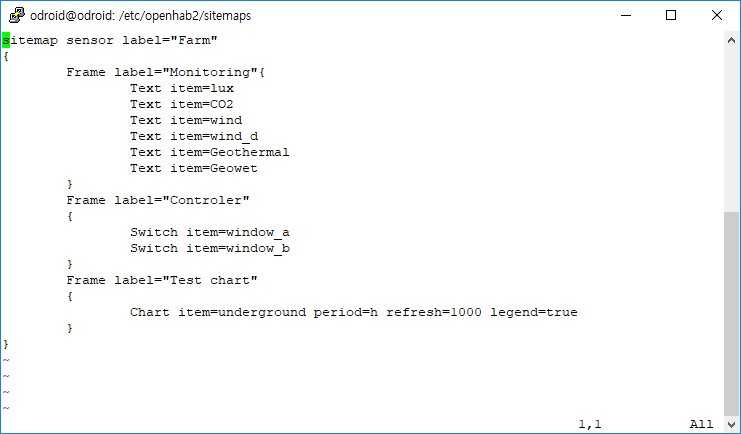 odroid@odroid: /etc/openhab2/sitemaps
sitemap sensor label="Farm"
{
        Frame label="Monitoring"{
                Text item=lux
                Text item=CO2
                Text item=wind
                Text item=wind_d
                Text item=Geothermal
                Text item=Geowet
        }
        Frame label="Controler"
        {
                Switch item=window_a
                Switch item=window_b
        }
        Frame label="Test chart"
        {
                Chart item=underground period=h refresh=1000 legend=true
        }
}
~
~
~
~
1,1 All